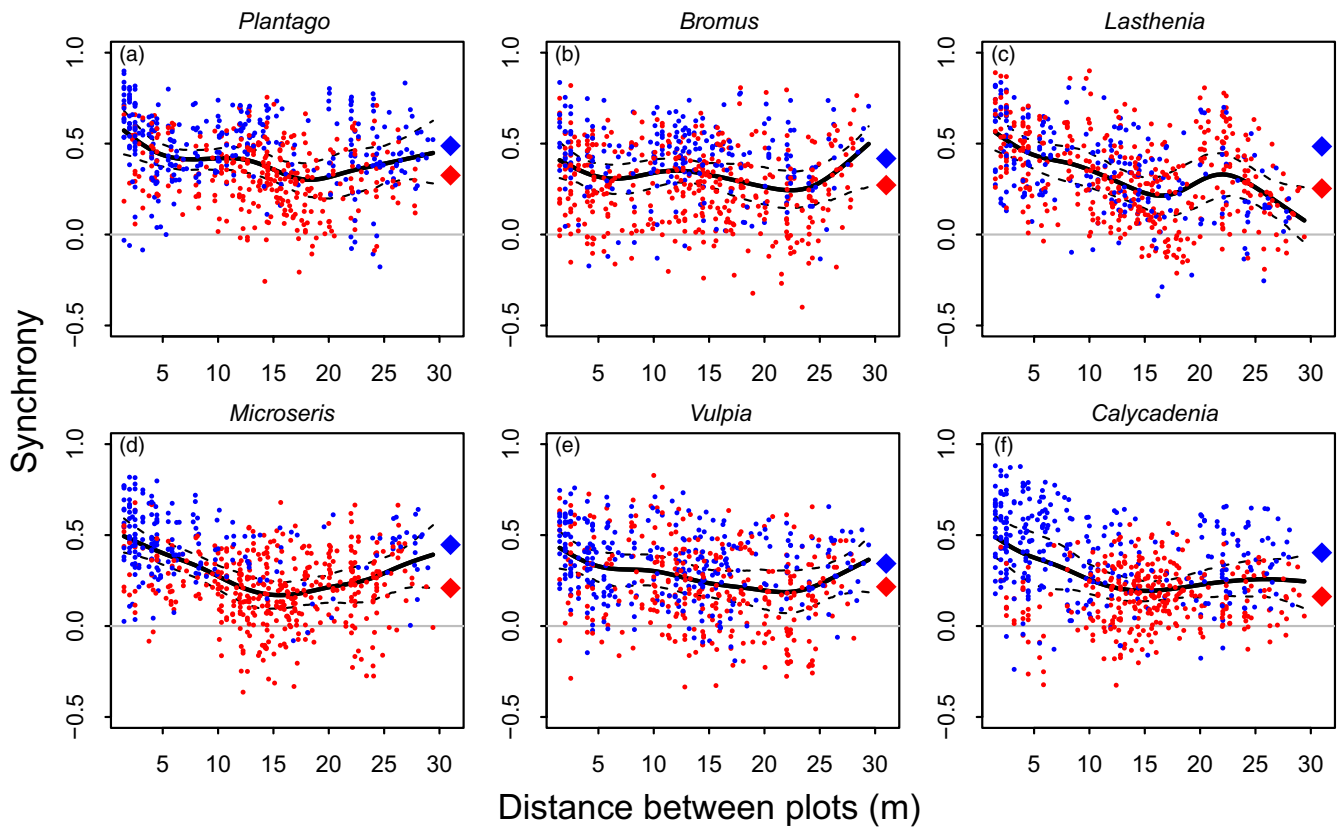 Plantago
Bromus
Lasthenia
(a)
(b)
(c)
1.0
0.5
0.0
−0.5
1.0
0.5
0.0
−0.5
1.0
0.5
0.0
−0.5
5 10 15 20 25 30
5 10 15 20 25 30
5 10 15 20 25 30
Synchrony
Microseris
Vulpia
Calycadenia
(d)
(e)
(f)
1.0
0.5
0.0
−0.5
1.0
0.5
0.0
−0.5
1.0
0.5
0.0
−0.5
5 10 15 20 25 30
5 10 15 20 25 30
5 10 15 20 25 30
Distance between plots (m)